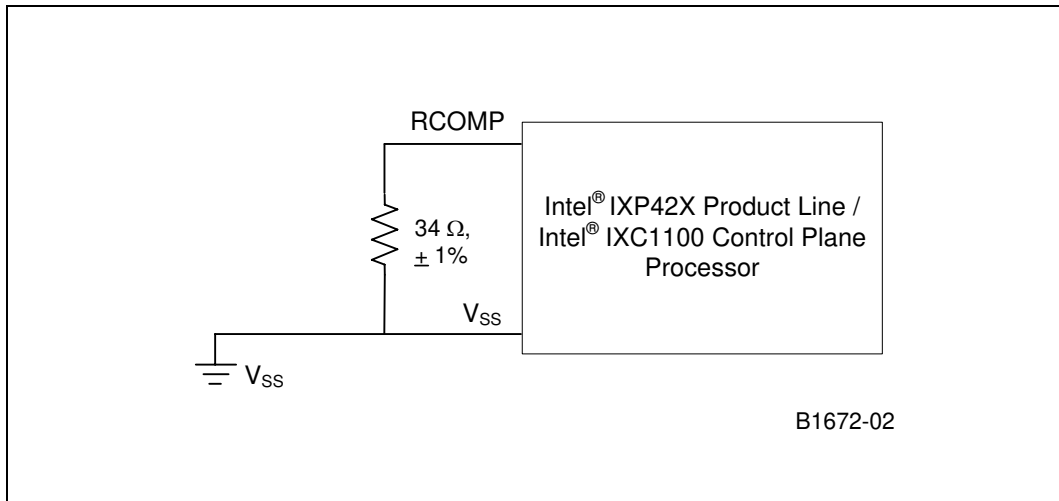 RCOMP
34 Ω,
± 1%
Intel® IXP42X Product Line /
Intel® IXC1100 Control Plane
Processor
VSS
VSS
B1672-02